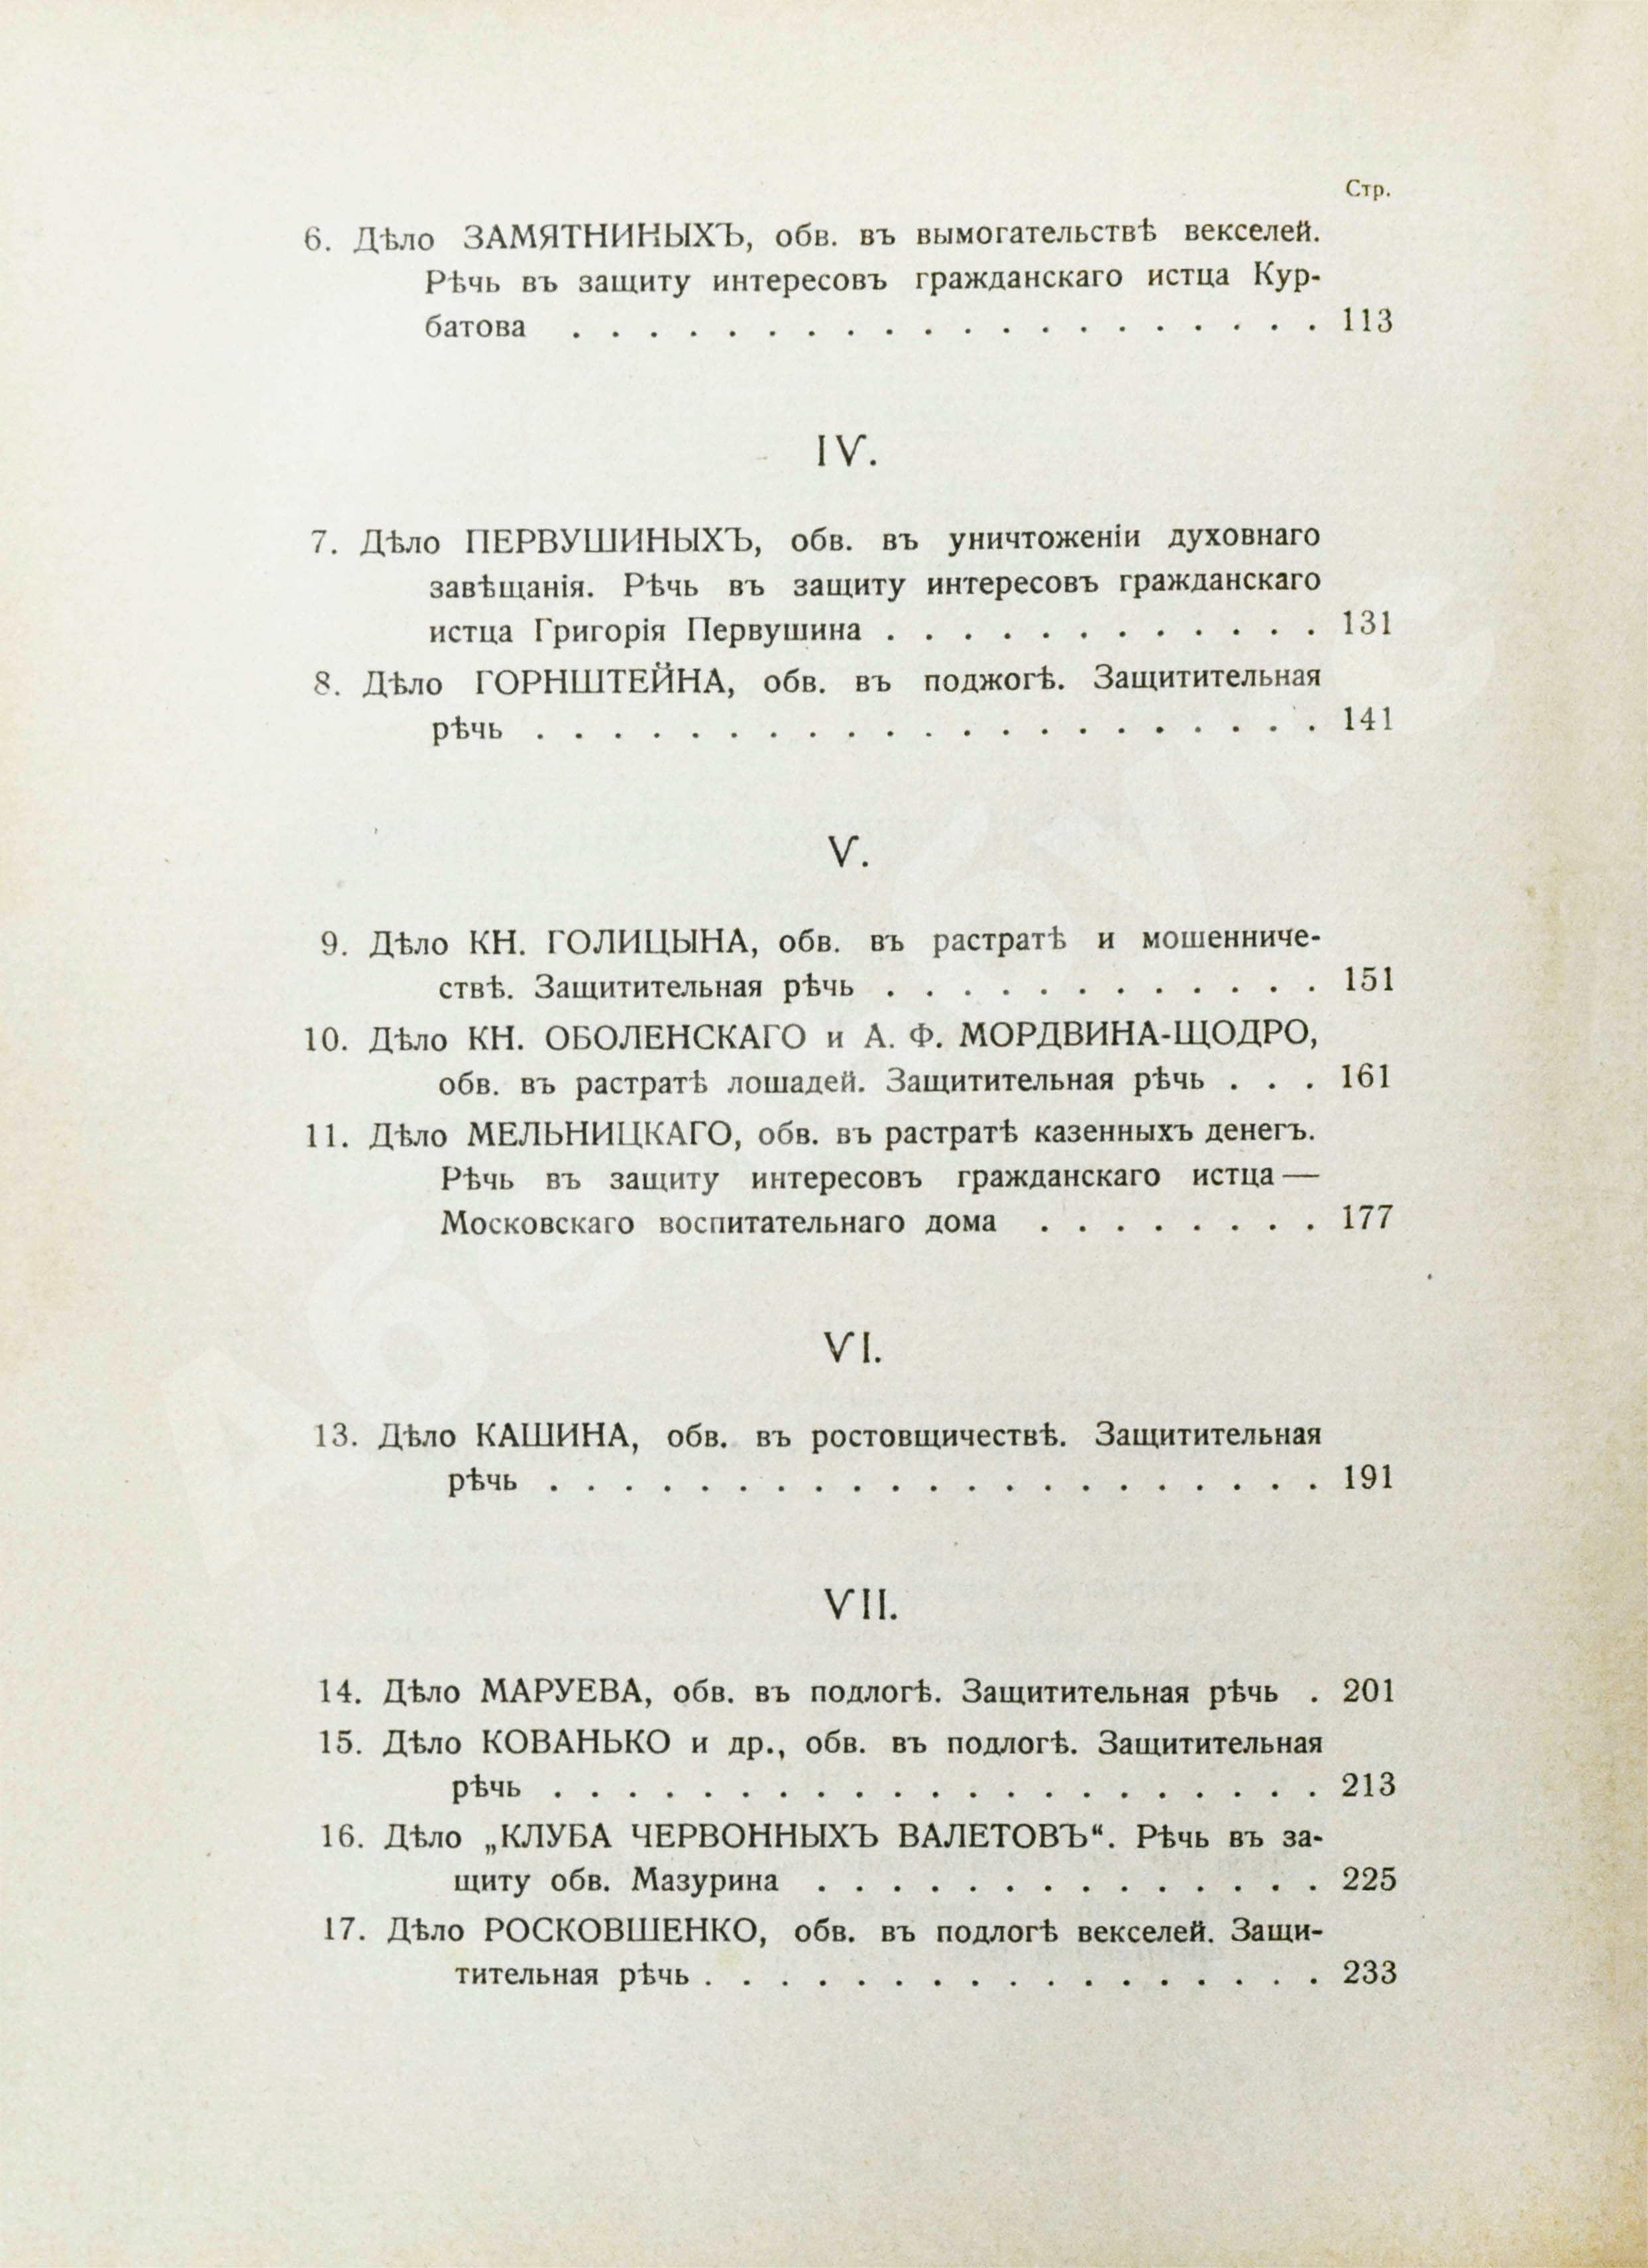 Стр.
6. Дѣло ЗАМЯТНИНЫХЪ, обв. въ вымогательствѣ векселей.
Рѣчь въ защиту интересовъ гражданскаго истца Кур-
батова . . . . . . . . . . . . . . . . . . . . 113
IV.
7. Дѣло ПЕРВУШИНЫХЪ, обв. въ уничтоженіи духовнаго
завѣщанія. Рѣчь въ защиту интересовъ гражданскаго
истца Григорія Первушина . . . . . . . . . . . . 131
8. Дѣло ГОРНШТЕЙНА, обв. въ поджогѣ. Защитительная
рѣчь . . . . . . . . . . . . . . . . . . . . . 141
V.
9. Дѣло КН. ГОЛИЦЫНА, обв. въ растратѣ и мошенниче-
ствѣ. Защитительная рѣчь . . . . . . . . . . . . 151
10. Дѣло КН. ОБОЛЕНСКАГО и А. Ф. МОРДВИНА-ЩОДРО,
обв. въ растратѣ лошадей. Защитительная рѣчь . . . 161
11. Дѣло МЕЛЬНИЦКАГО, обв. въ растратѣ казенныхъ денегъ.
Рѣчь въ защиту интересовъ гражданскаго истца —
Московскаго воспитательнаго дома . . . . . . . . 177
VI.
13. Дѣло КАШИНА, обв. въ ростовщичествѣ. Защитительная
рѣчь . . . . . . . . . . . . . . . . . . . . . 191
VII.
14. Дѣло МАРУЕВА, обв. въ подлогѣ. Защитительная рѣчь . 201
15. Дѣло КОВАНЬКО и др., обв. въ подлогѣ. Защитительная
рѣчь . . . . . . . . . . . . . . . . . . . . . 213
16. Дѣло „КЛУБА ЧЕРВОННЫХЪ ВАЛЕТОВЪ“. Рѣчь въ за-
щиту обв. Мазурина . . . . . . . . . . . . . . 225
17. Дѣло РОСКОВШЕНКО, обв. въ подлогѣ векселей. Защи-
тительная рѣчь . . . . . . . . . . . . . . . . . 233